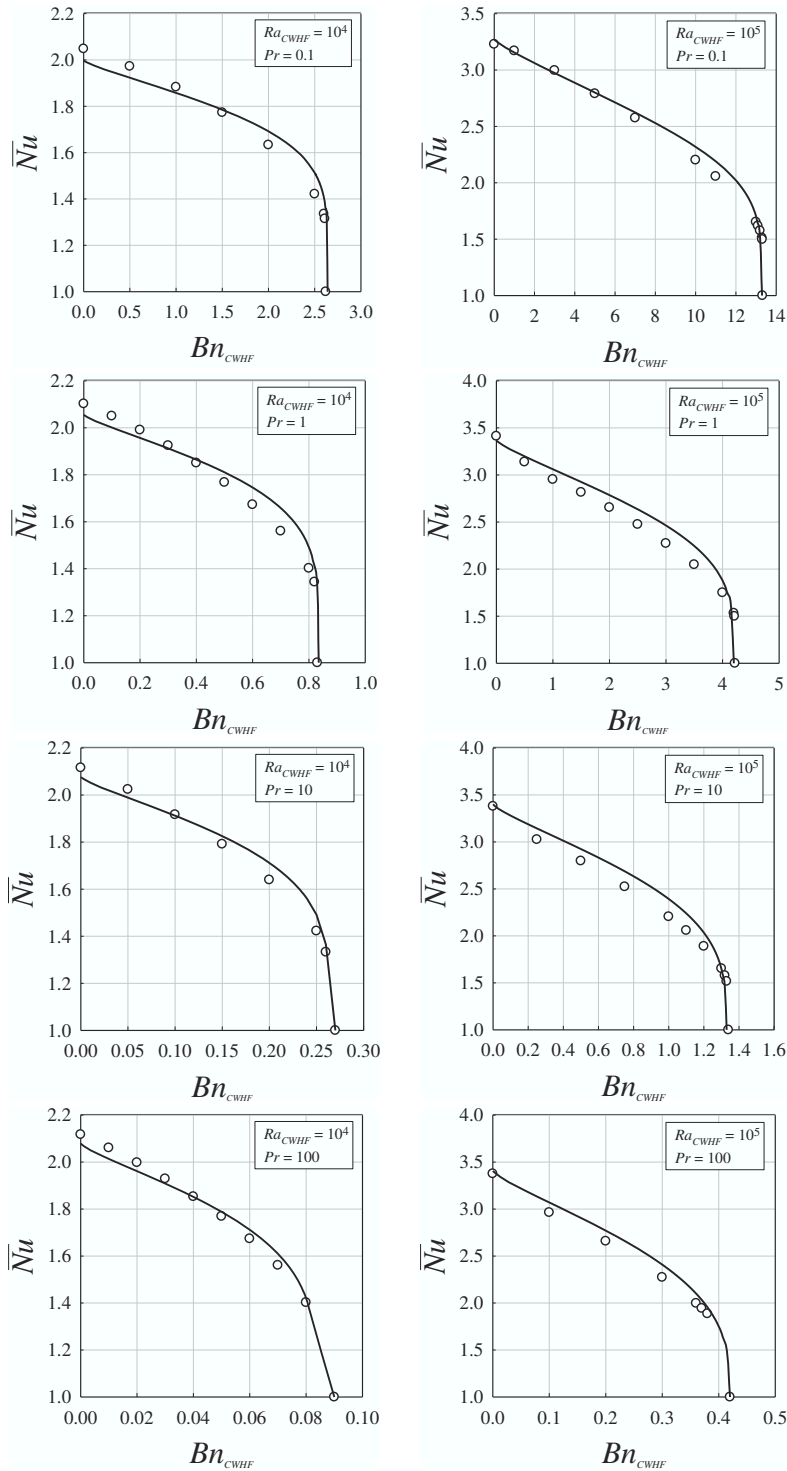 Ra_CWHF = 10^4
Pr = 0.1
2.2
2.0
1.8
1.6
1.4
1.2
1.0
Nu
0.0 0.5 1.0 1.5 2.0 2.5 3.0
Bn_CWHF
Ra_CWHF = 10^5
Pr = 0.1
3.5
3.0
2.5
2.0
1.5
1.0
Nu
0 2 4 6 8 10 12 14
Bn_CWHF
Ra_CWHF = 10^4
Pr = 1
2.2
2.0
1.8
1.6
1.4
1.2
1.0
Nu
0.0 0.2 0.4 0.6 0.8 1.0
Bn_CWHF
Ra_CWHF = 10^5
Pr = 1
4.0
3.5
3.0
2.5
2.0
1.5
1.0
Nu
0 1 2 3 4 5
Bn_CWHF
Ra_CWHF = 10^4
Pr = 10
2.2
2.0
1.8
1.6
1.4
1.2
1.0
Nu
0.00 0.05 0.10 0.15 0.20 0.25 0.30
Bn_CWHF
Ra_CWHF = 10^5
Pr = 10
4.0
3.5
3.0
2.5
2.0
1.5
1.0
Nu
0.0 0.2 0.4 0.6 0.8 1.0 1.2 1.4 1.6
Bn_CWHF
Ra_CWHF = 10^4
Pr = 100
2.2
2.0
1.8
1.6
1.4
1.2
1.0
Nu
0.00 0.02 0.04 0.06 0.08 0.10
Bn_CWHF
Ra_CWHF = 10^5
Pr = 100
4.0
3.5
3.0
2.5
2.0
1.5
1.0
Nu
0.0 0.1 0.2 0.3 0.4 0.5
Bn_CWHF